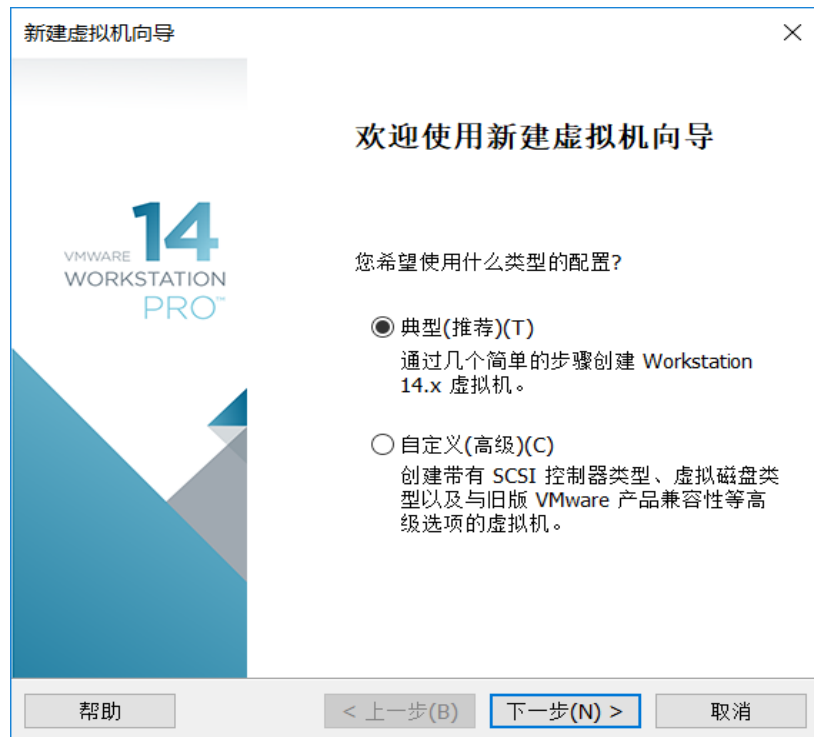 新建虚拟机向导
欢迎使用新建虚拟机向导
VMWARE 14
WORKSTATION
PRO™
您希望使用什么类型的配置?
典型(推荐)(T)
通过几个简单的步骤创建 Workstation
14.x 虚拟机。
自定义(高级)(C)
创建带有 SCSI 控制器类型、虚拟磁盘类
型以及与旧版 VMware 产品兼容性等高
级选项的虚拟机。
帮助
< 上一步(B)
下一步(N) >
取消